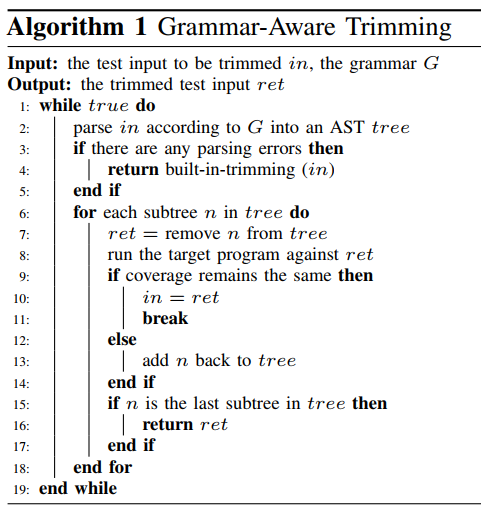 Algorithm 1 Grammar-Aware Trimming
Input: the test input to be trimmed in, the grammar G
Output: the trimmed test input ret
1: while true do
2: parse in according to G into an AST tree
3: if there are any parsing errors then
4: return built-in-trimming (in)
5: end if
6: for each subtree n in tree do
7: ret = remove n from tree
8: run the target program against ret
9: if coverage remains the same then
10: in = ret
11: break
12: else
13: add n back to tree
14: end if
15: if n is the last subtree in tree then
16: return ret
17: end if
18: end for
19: end while